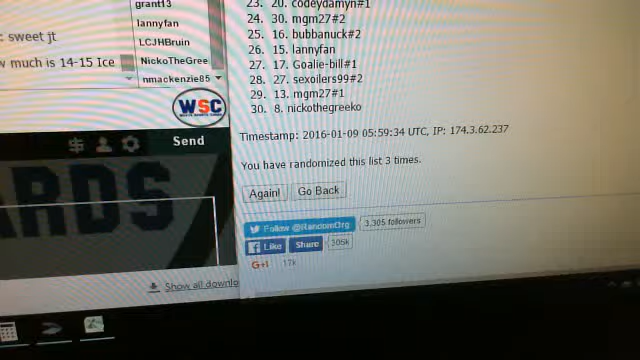 grant13
lannyfan
: sweet jt
LCJHBruin
w much is 14-15 Ice
NickoTheGree
nmackenzie85
WSC
Send
ARDS
Show all downlo
23. 20. codeydamyn#1
24. 30. mgm27#2
25. 16. bubbanuck#2
26. 15. lannyfan
27. 17. Goalie-bill#1
28. 27. sexoilers99#2
29. 13. mgm27#1
30. 8. nickothegreeko
Timestamp: 2016-01-09 05:59:34 UTC, IP: 174.3.62.237
You have randomized this list 3 times.
Again! Go Back
Follow @RandomOrg 3,305 followers
Like Share 305k
G+1 17k